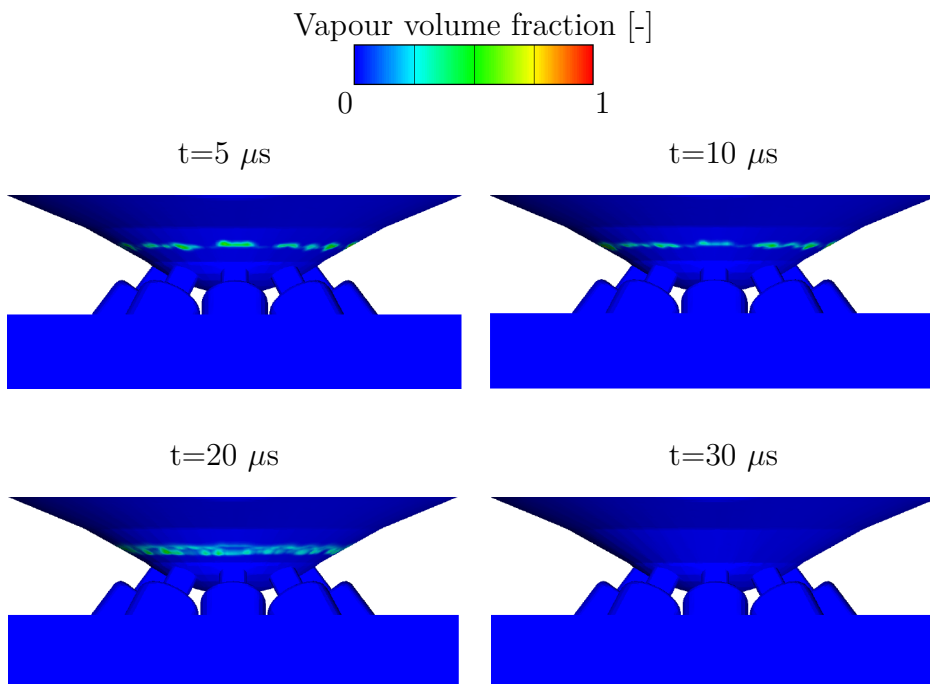 Vapour volume fraction [-]
0 1
t=5 μs
t=10 μs
t=20 μs
t=30 μs